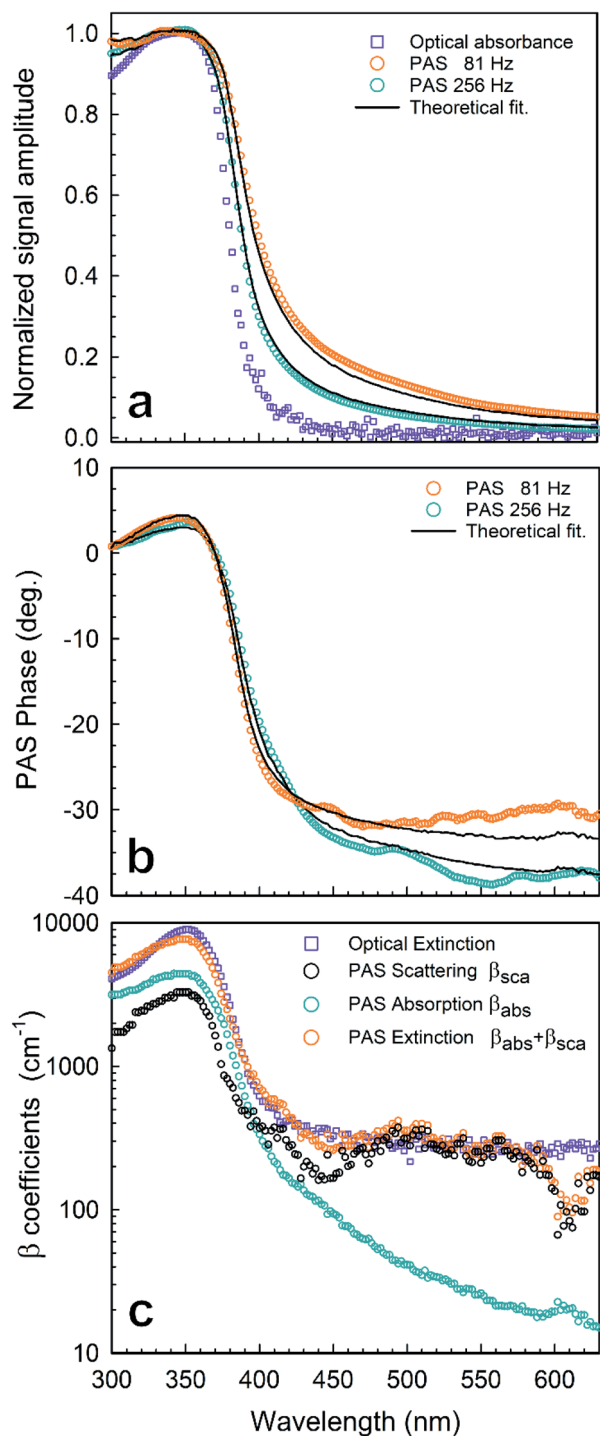 1.0
0.8
0.6
0.4
0.2
0.0
Normalized signal amplitude
Optical absorbance
PAS 81 Hz
PAS 256 Hz
Theoretical fit.
a
10
0
-10
-20
-30
-40
PAS Phase (deg.)
PAS 81 Hz
PAS 256 Hz
Theoretical fit.
b
10000
1000
100
10
β coefficients (cm⁻¹)
Optical Extinction
PAS Scattering βsca
PAS Absorption βabs
PAS Extinction βabs+βsca
c
300 350 400 450 500 550 600
Wavelength (nm)